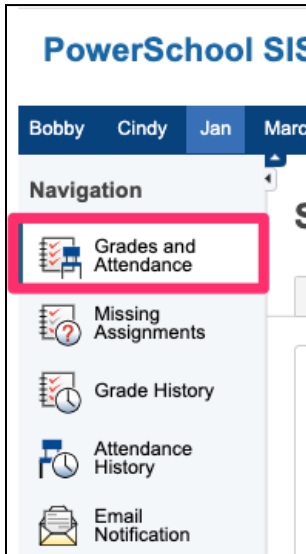 PowerSchool SIS
Bobby Cindy Jan
Navigation
Grades and
Attendance
Missing
Assignments
Grade History
Attendance
History
Email
Notification